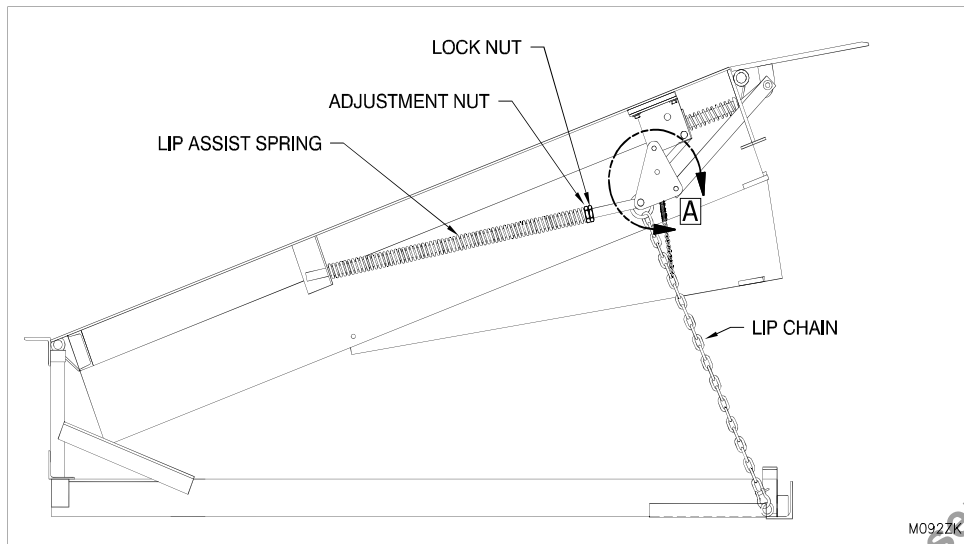 LOCK NUT
ADJUSTMENT NUT
LIP ASSIST SPRING
A
LIP CHAIN
M092ZK